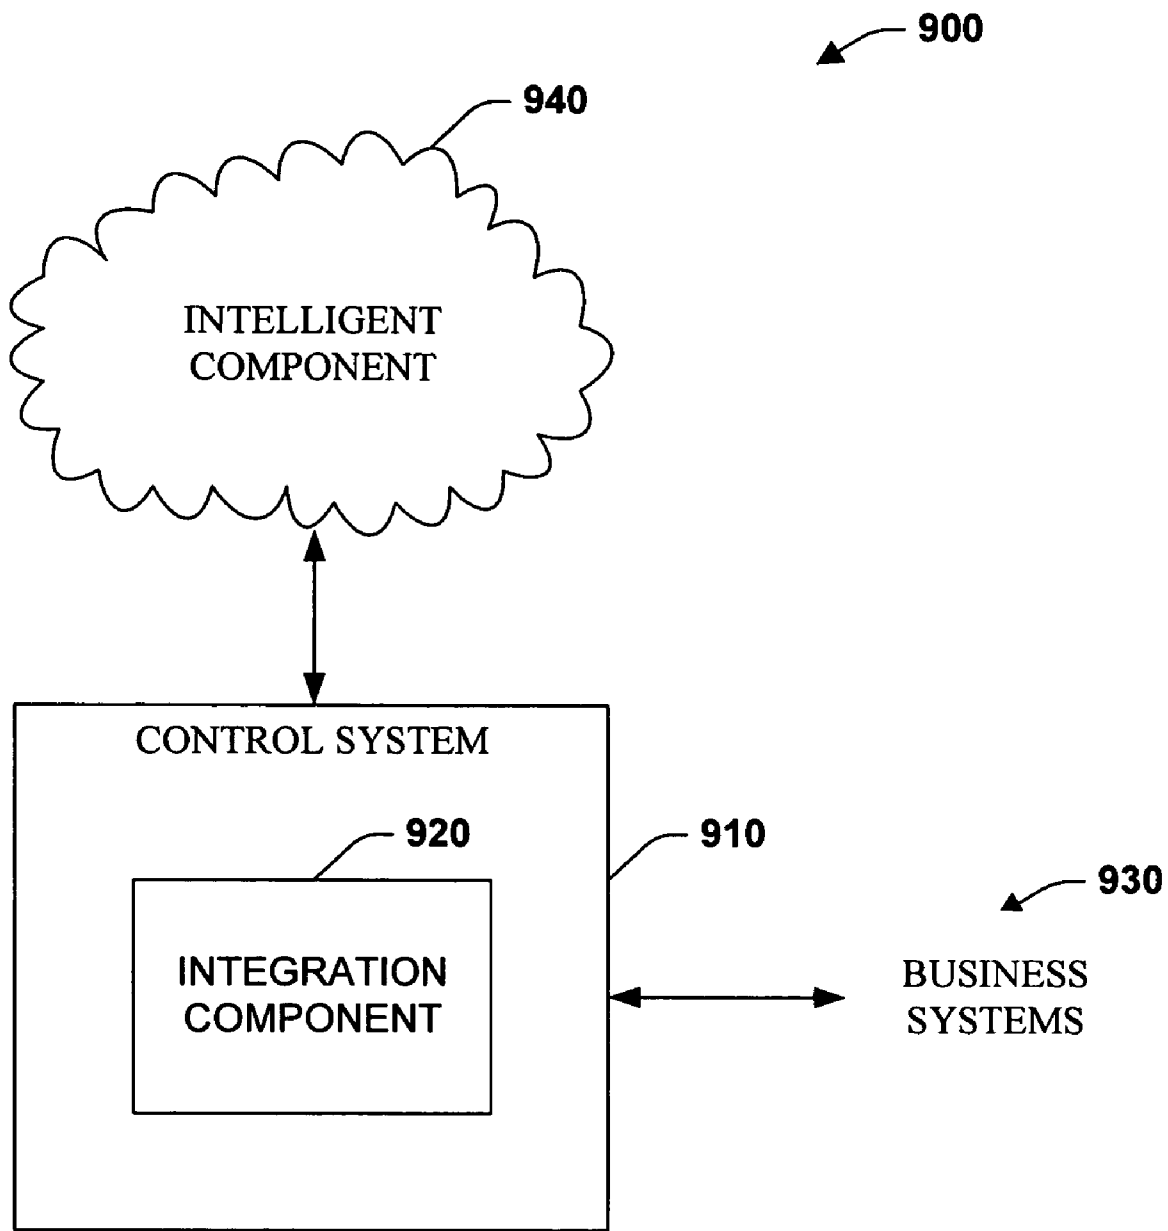 900
940
INTELLIGENT
COMPONENT
CONTROL SYSTEM
920
910
930
INTEGRATION
COMPONENT
BUSINESS
SYSTEMS